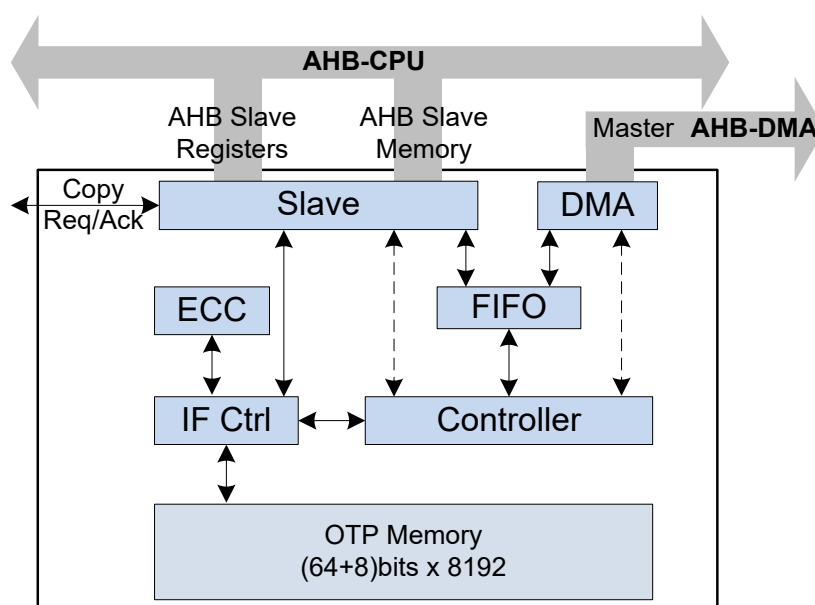 AHB-CPU
AHB Slave
Registers
AHB Slave
Memory
Master AHB-DMA
Copy
Req/Ack
Slave
DMA
ECC
FIFO
IF Ctrl
Controller
OTP Memory
(64+8)bits x 8192